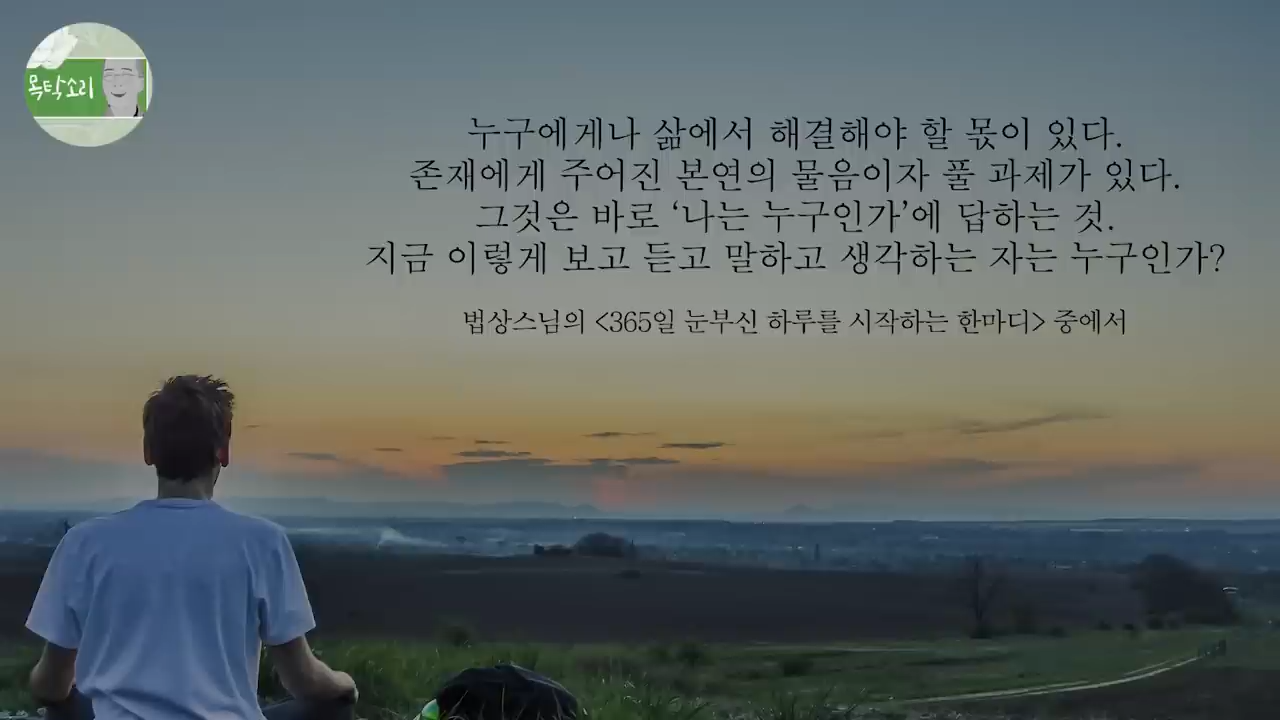 목탁소리
누구에게나 삶에서 해결해야 할 몫이 있다.
존재에게 주어진 본연의 물음이자 풀 과제가 있다.
그것은 바로 ‘나는 누구인가’에 답하는 것.
지금 이렇게 보고 듣고 말하고 생각하는 자는 누구인가?
법상스님의 <365일 눈부신 하루를 시작하는 한마디> 중에서